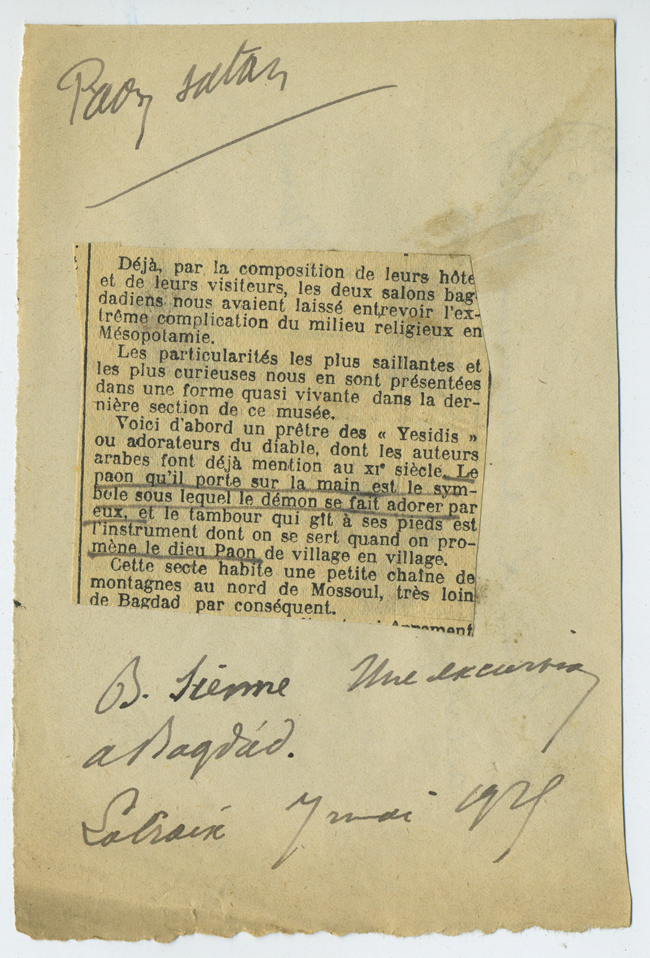 Paon satan
Déjà, par la composition de leurs hôte
et de leurs visiteurs, les deux salons bag-
dadiens nous avaient laissé entrevoir l'ex-
trême complication du milieu religieux en
Mésopotamie.
Les particularités les plus saillantes et
les plus curieuses nous en sont présentées
dans une forme quasi vivante dans la der-
nière section de ce musée.
Voici d'abord un prêtre des « Yesidis »
ou adorateurs du diable, dont les auteurs
arabes font déjà mention au XIe siècle. Le
paon qu'il porte sur la main est le sym-
bole sous lequel le démon se fait adorer par
eux, et le tambour qui gît à ses pieds est
l'instrument dont on se sert quand on pro-
mène le dieu Paon de village en village.
Cette secte habite une petite chaîne de
montagnes au nord de Mossoul, très loin
de Bagdad par conséquent.
B. Sienne Une excursion
a Bagdad.
La Croix 7 mai